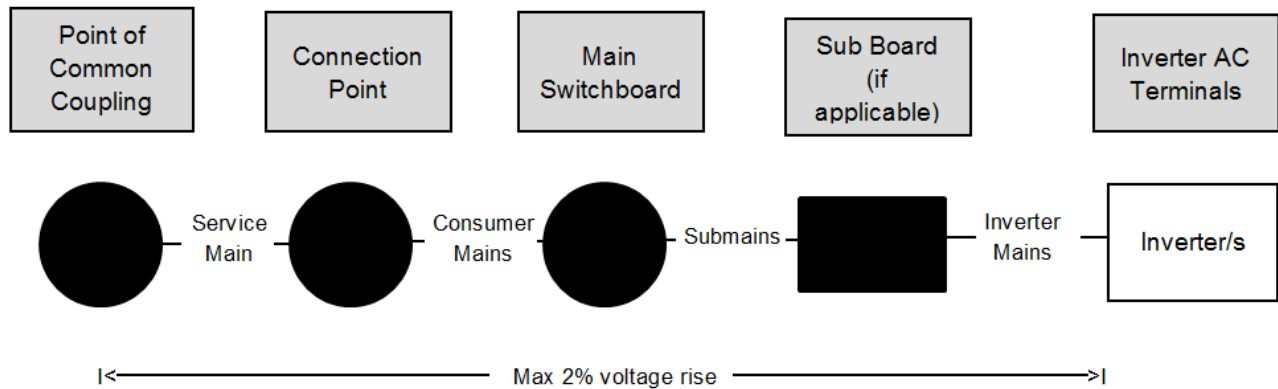 Point of
Common
Coupling
Connection
Point
Main
Switchboard
Sub Board
(if
applicable)
Inverter AC
Terminals
Service
Main
Consumer
Mains
Submains
Inverter
Mains
Inverter/s
Max 2% voltage rise